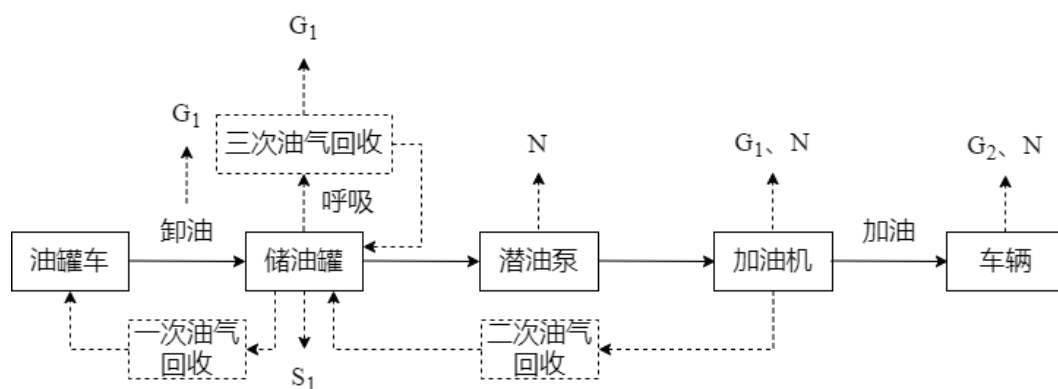 G1
G1
三次油气回收
N
G1、N
G2、N
呼吸
卸油
加油
油罐车
储油罐
潜油泵
加油机
车辆
一次油气
回收
二次油气
回收
S1